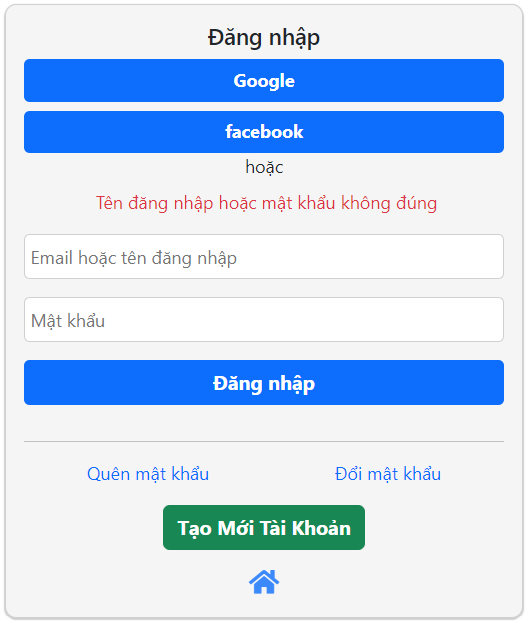 Đăng nhập
Google
facebook
hoặc
Tên đăng nhập hoặc mật khẩu không đúng
Email hoặc tên đăng nhập
Mật khẩu
Đăng nhập
Quên mật khẩu
Đổi mật khẩu
Tạo Mới Tài Khoản